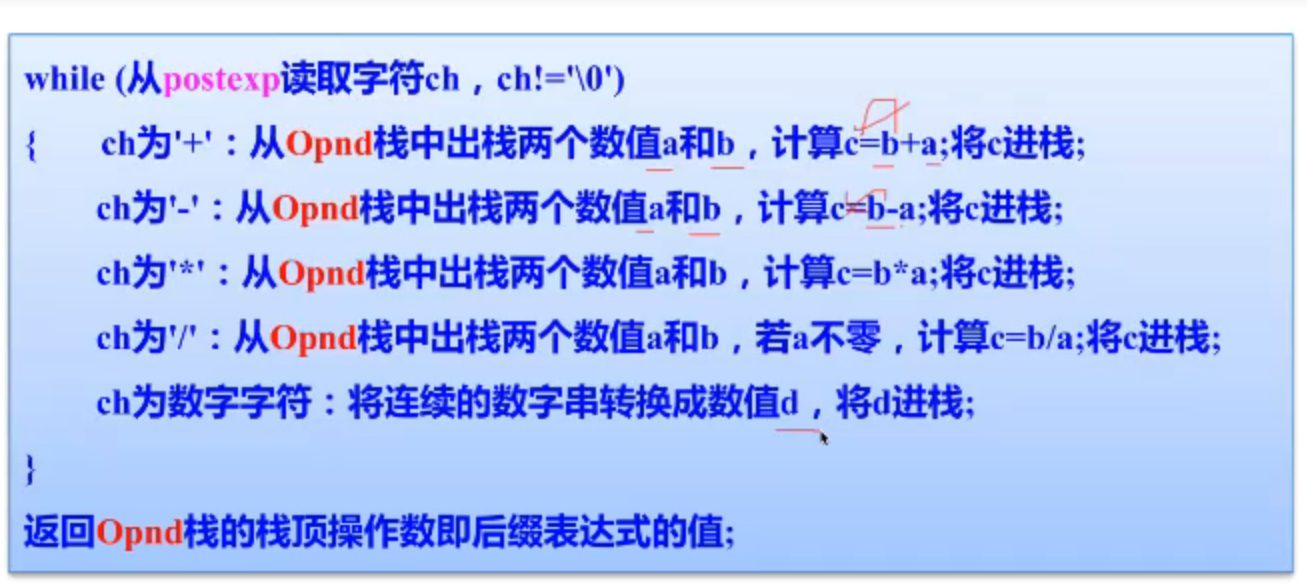 while (从postexp读取字符ch，ch!='\0')
{ ch为'+'：从Opnd栈中出栈两个数值a和b，计算c=b+a;将c进栈;
ch为'-'：从Opnd栈中出栈两个数值a和b，计算c=b-a;将c进栈;
ch为'*'：从Opnd栈中出栈两个数值a和b，计算c=b*a;将c进栈;
ch为'/'：从Opnd栈中出栈两个数值a和b，若a不零，计算c=b/a;将c进栈;
ch为数字字符：将连续的数字串转换成数值d，将d进栈;
}
返回Opnd栈的栈顶操作数即后缀表达式的值;